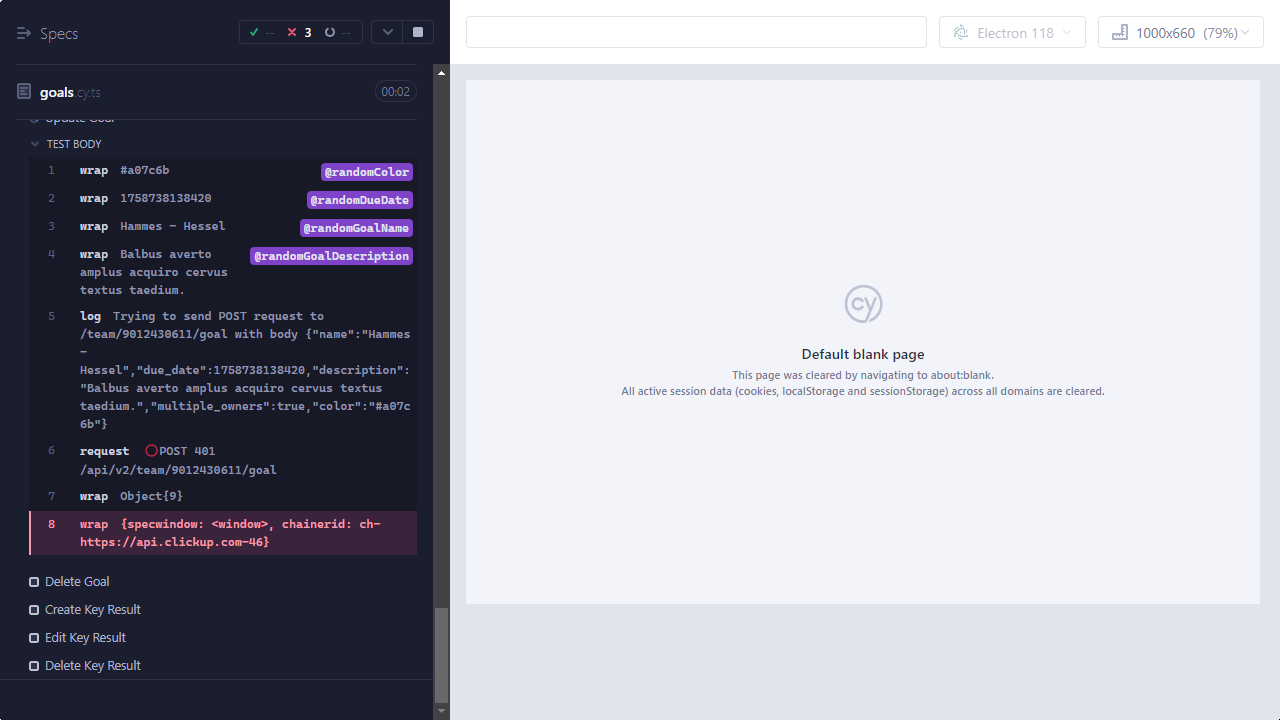 Specs
-- 3 --
Electron 118
1000x660 (79%)
goals.cy.ts
00:02
Update Goal
TEST BODY
1 wrap #a07c6b @randomColor
2 wrap 1758738138420 @randomDueDate
3 wrap Hammes - Hessel @randomGoalName
4 wrap Balbus averto @randomGoalDescription
amplus acquiro cervus
textus taedium.
5 log Trying to send POST request to
/team/9012430611/goal with body {"name":"Hammes
-
Hessel","due_date":1758738138420,"description":
"Balbus averto amplus acquiro cervus textus
taedium.","multiple_owners":true,"color":"#a07c
6b"}
6 request POST 401
/api/v2/team/9012430611/goal
7 wrap Object{9}
8 wrap {specwindow: <window>, chainerid: ch-
https://api.clickup.com-46}
Delete Goal
Create Key Result
Edit Key Result
Delete Key Result
cy
Default blank page
This page was cleared by navigating to about:blank.
All active session data (cookies, localStorage and sessionStorage) across all domains are cleared.